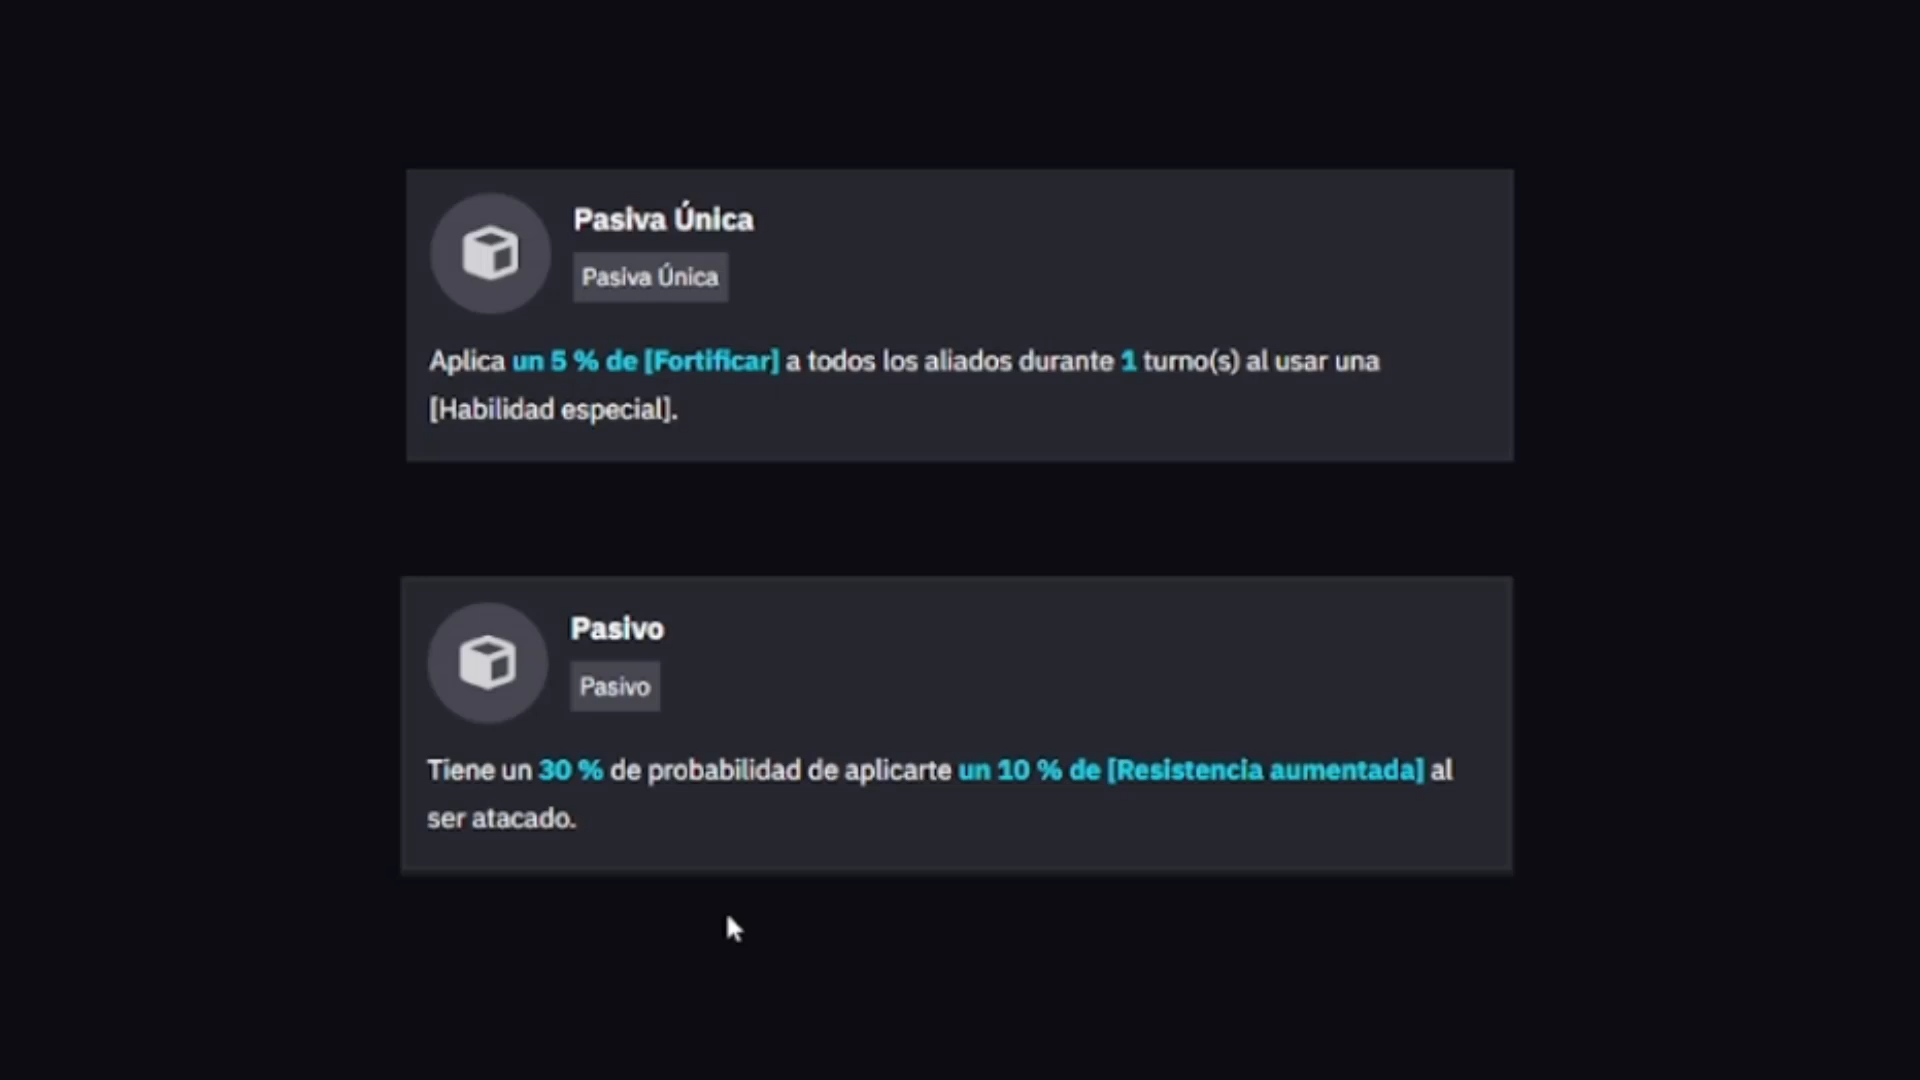 Pasiva Única
Pasiva Única
Aplica un 5 % de [Fortificar] a todos los aliados durante 1 turno(s) al usar una
[Habilidad especial].
Pasivo
Pasivo
Tiene un 30 % de probabilidad de aplicarte un 10 % de [Resistencia aumentada] al
ser atacado.